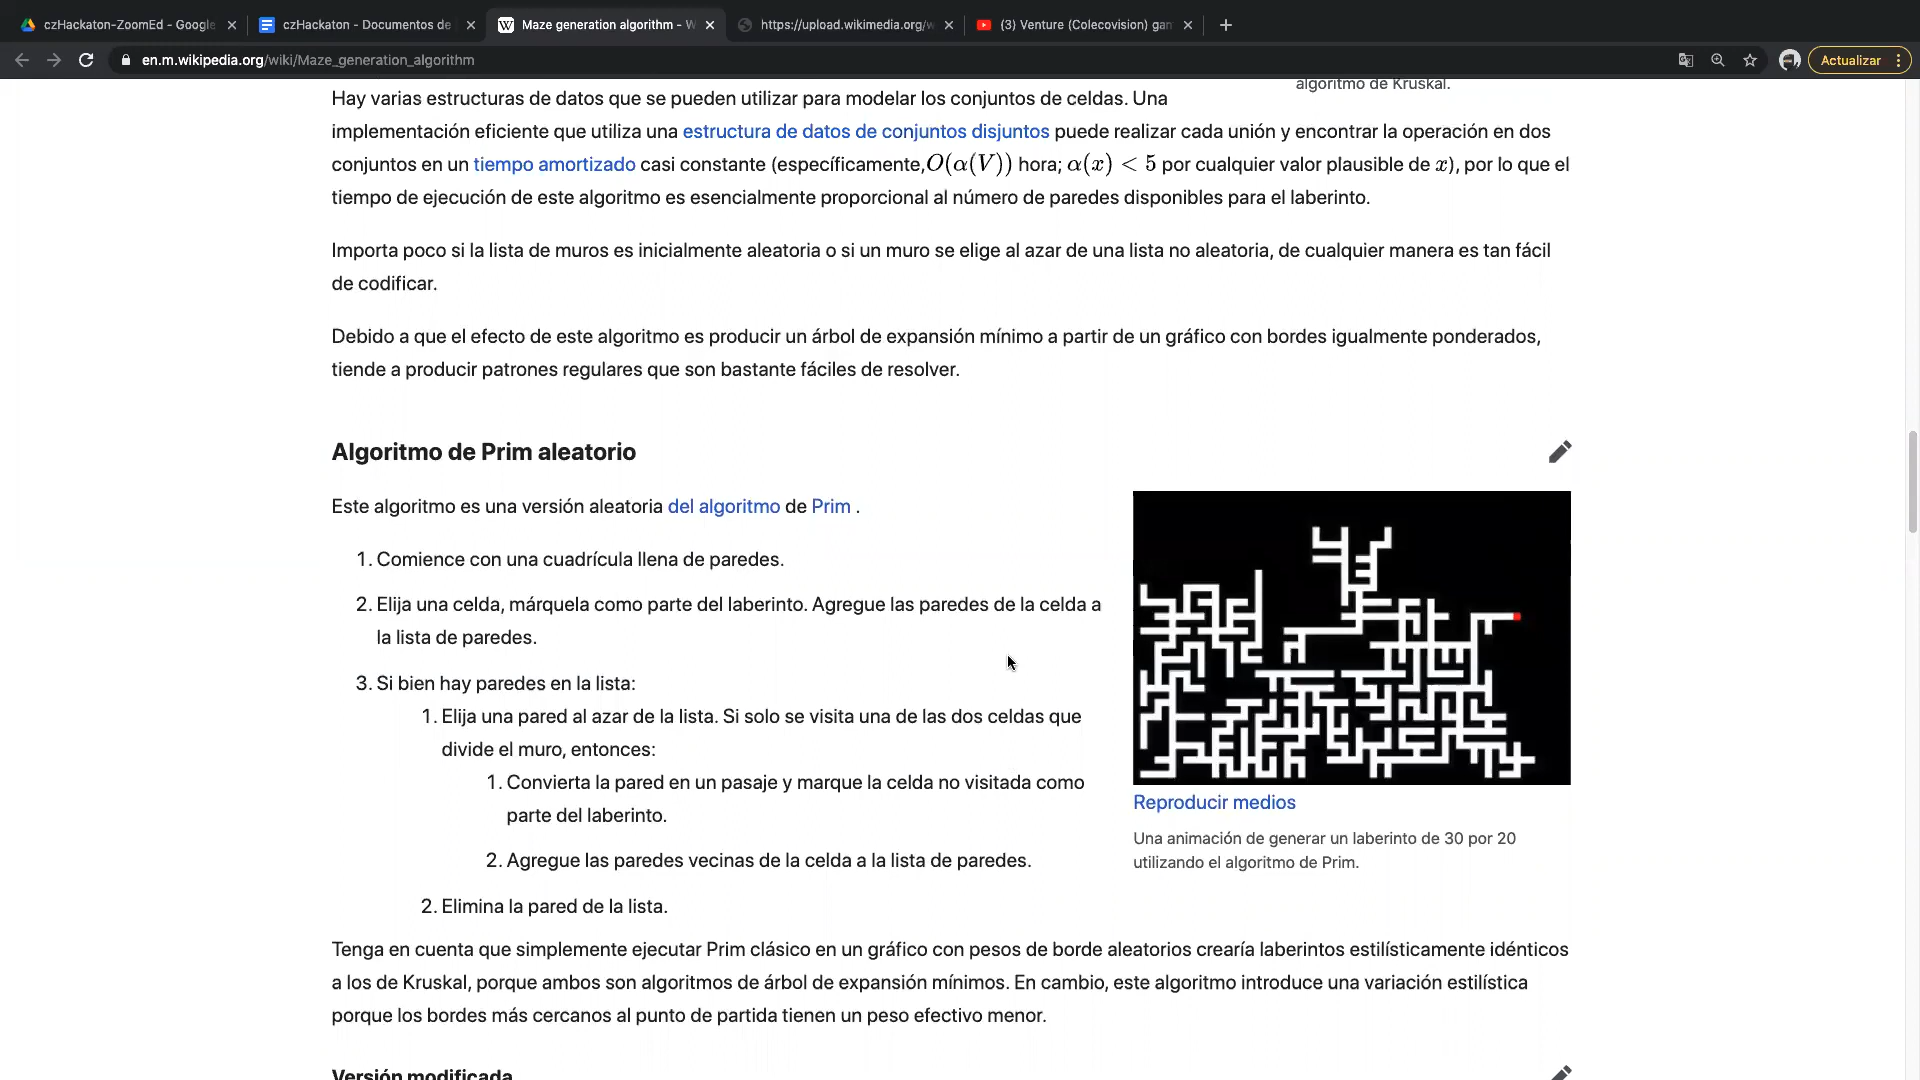 czHackaton-ZoomEd - Google
czHackaton - Documentos de
Maze generation algorithm - W
https://upload.wikimedia.org/w
(3) Venture (Colecovision) gam
en.m.wikipedia.org/wiki/Maze_generation_algorithm
Actualizar
algoritmo de Kruskal.
Hay varias estructuras de datos que se pueden utilizar para modelar los conjuntos de celdas. Una
implementación eficiente que utiliza una estructura de datos de conjuntos disjuntos puede realizar cada unión y encontrar la operación en dos
conjuntos en un tiempo amortizado casi constante (específicamente,O(α(V)) hora; α(x) < 5 por cualquier valor plausible de x), por lo que el
tiempo de ejecución de este algoritmo es esencialmente proporcional al número de paredes disponibles para el laberinto.
Importa poco si la lista de muros es inicialmente aleatoria o si un muro se elige al azar de una lista no aleatoria, de cualquier manera es tan fácil
de codificar.
Debido a que el efecto de este algoritmo es producir un árbol de expansión mínimo a partir de un gráfico con bordes igualmente ponderados,
tiende a producir patrones regulares que son bastante fáciles de resolver.
Algoritmo de Prim aleatorio
Este algoritmo es una versión aleatoria del algoritmo de Prim .
1. Comience con una cuadrícula llena de paredes.
2. Elija una celda, márquela como parte del laberinto. Agregue las paredes de la celda a
la lista de paredes.
3. Si bien hay paredes en la lista:
1. Elija una pared al azar de la lista. Si solo se visita una de las dos celdas que
divide el muro, entonces:
1. Convierta la pared en un pasaje y marque la celda no visitada como
parte del laberinto.
2. Agregue las paredes vecinas de la celda a la lista de paredes.
2. Elimina la pared de la lista.
Reproducir medios
Una animación de generar un laberinto de 30 por 20
utilizando el algoritmo de Prim.
Tenga en cuenta que simplemente ejecutar Prim clásico en un gráfico con pesos de borde aleatorios crearía laberintos estilísticamente idénticos
a los de Kruskal, porque ambos son algoritmos de árbol de expansión mínimos. En cambio, este algoritmo introduce una variación estilística
porque los bordes más cercanos al punto de partida tienen un peso efectivo menor.
Versión modificada